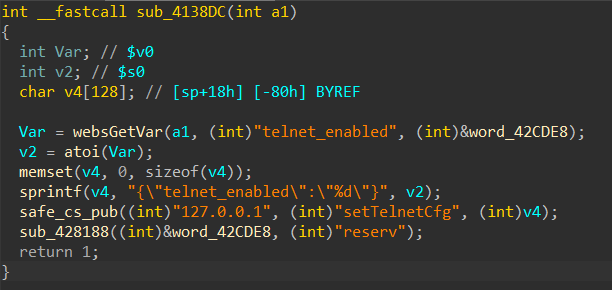 int __fastcall sub_4138DC(int a1)
{
int Var; // $v0
int v2; // $s0
char v4[128]; // [sp+18h] [-80h] BYREF
Var = websGetVar(a1, (int)"telnet_enabled", (int)&word_42CDE8);
v2 = atoi(Var);
memset(v4, 0, sizeof(v4));
sprintf(v4, "{\"telnet_enabled\":\"%d\"}", v2);
safe_cs_pub((int)"127.0.0.1", (int)"setTelnetCfg", (int)v4);
sub_428188((int)&word_42CDE8, (int)"reserv");
return 1;
}